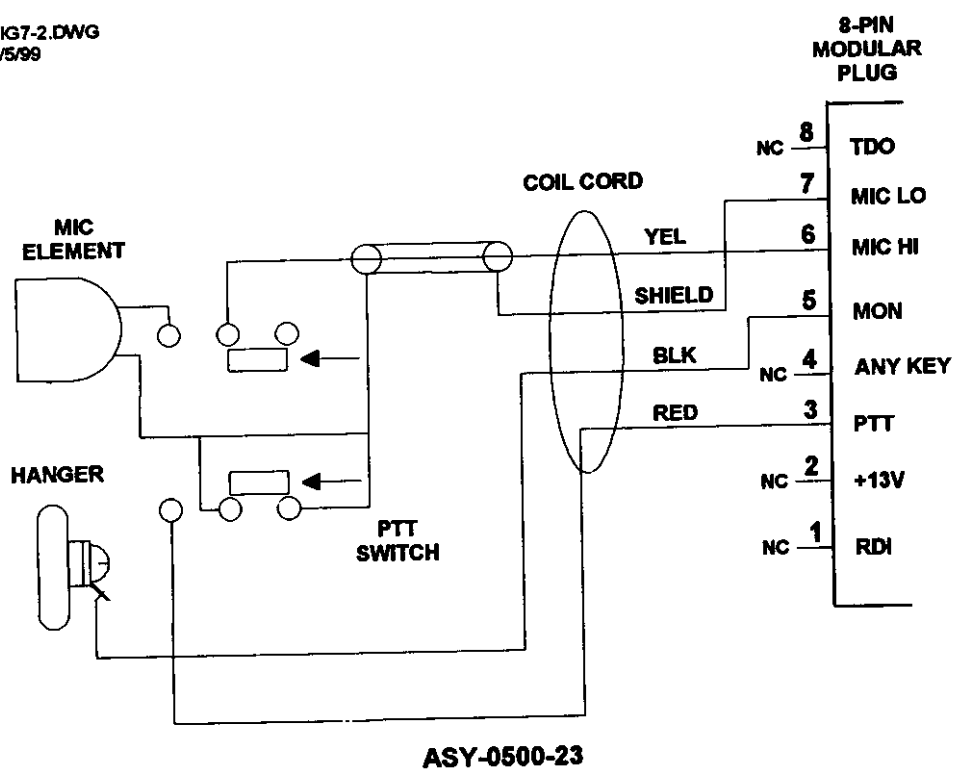 IG7-2.DWG
/5/99
8-PIN
MODULAR
PLUG
NC 8 TDO
COIL CORD
7 MIC LO
MIC
ELEMENT
YEL 6 MIC HI
SHIELD
5 MON
BLK
NC 4 ANY KEY
RED 3 PTT
HANGER
NC 2 +13V
PTT
SWITCH
NC 1 RDI
ASY-0500-23